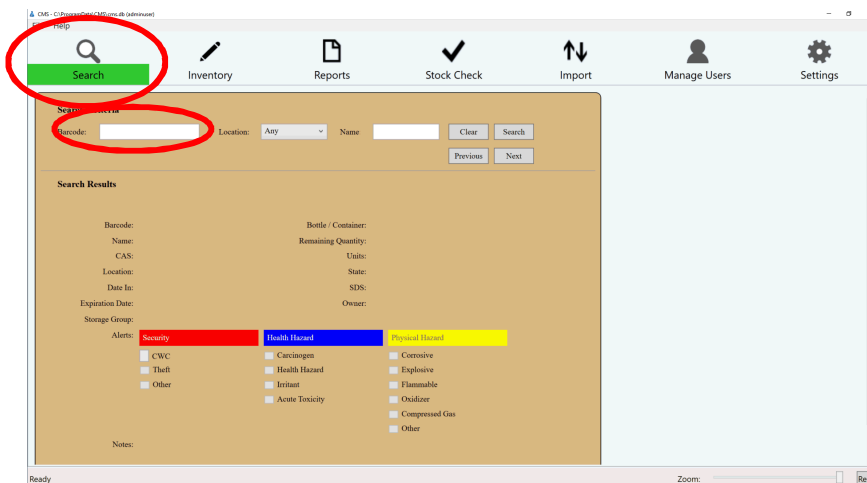 CMS - C:\ProgramData\CMS\cms.db (adminuser)
Help
Search Inventory Reports Stock Check Import Manage Users Settings
Search Criteria
Barcode: Location: Any Name Clear Search
Previous Next
Search Results
Barcode: Bottle / Container:
Name: Remaining Quantity:
CAS: Units:
Location: State:
Date In: SDS:
Expiration Date: Owner:
Storage Group:
Alerts: Security Health Hazard Physical Hazard
CWC Carcinogen Corrosive
Theft Health Hazard Explosive
Other Irritant Flammable
Acute Toxicity Oxidizer
Compressed Gas
Other
Notes:
Ready Zoom: Re